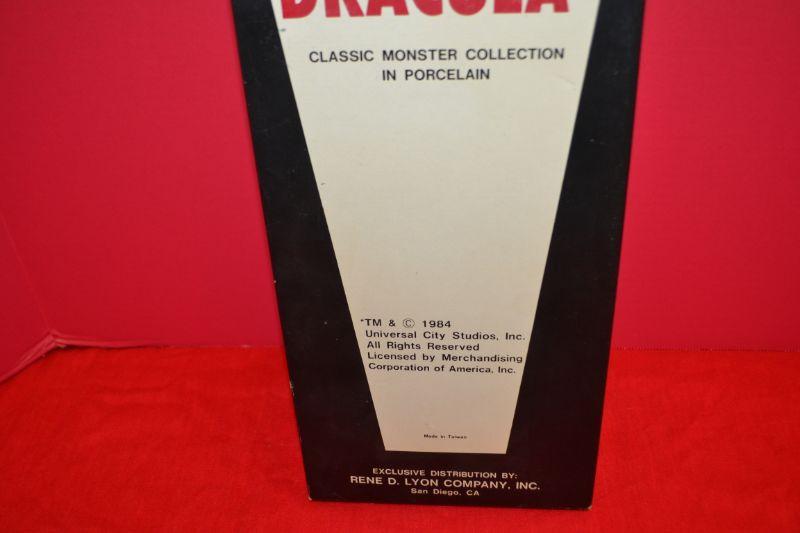 DRACULA
CLASSIC MONSTER COLLECTION
IN PORCELAIN
*TM & © 1984
Universal City Studios, Inc.
All Rights Reserved
Licensed by Merchandising
Corporation of America, Inc.
Made in Taiwan
EXCLUSIVE DISTRIBUTION BY:
RENE D. LYON COMPANY, INC.
San Diego, CA